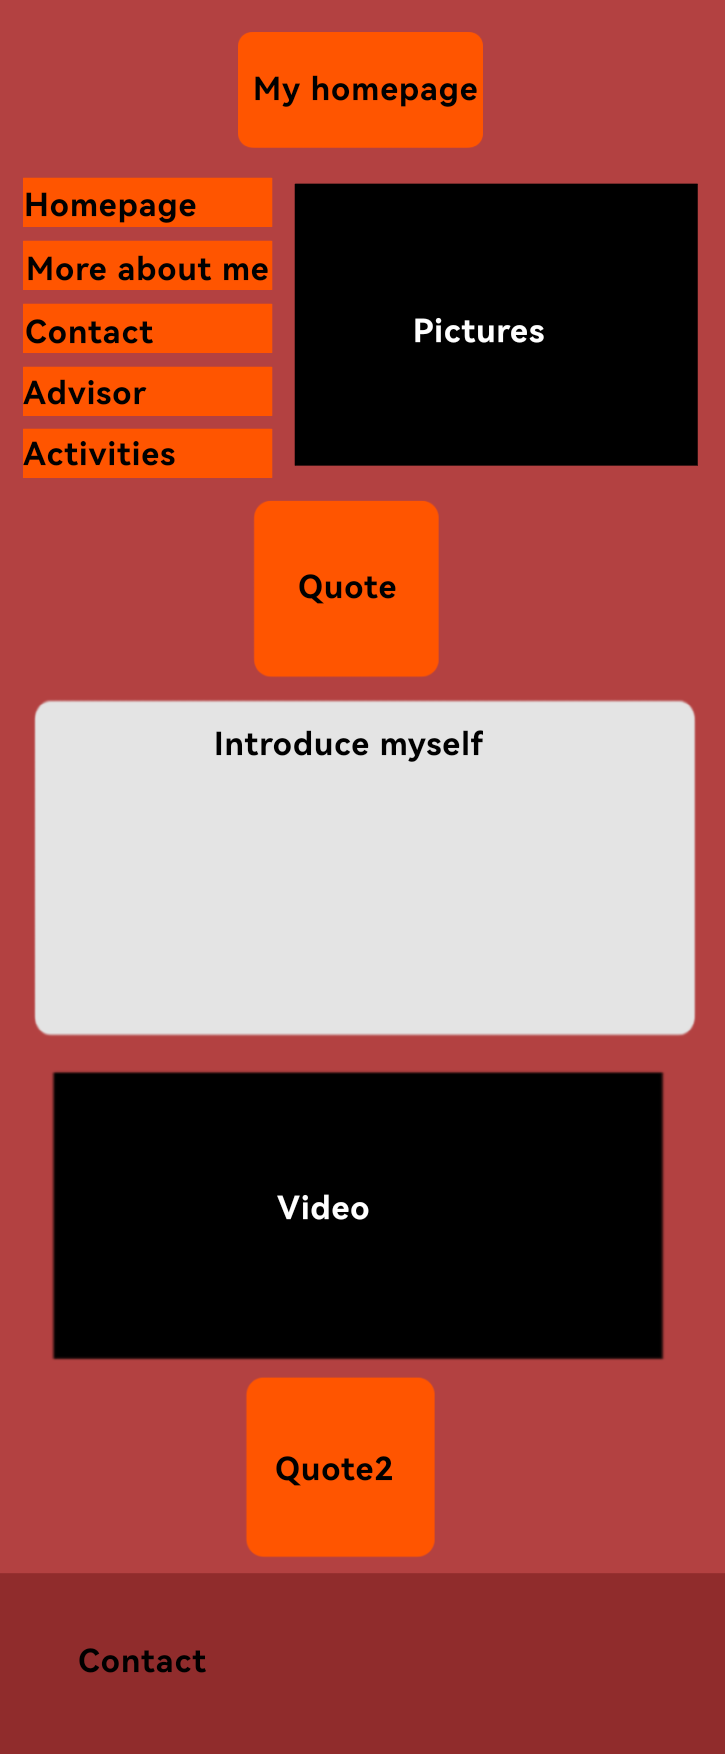 My homepage
Homepage
More about me
Contact
Advisor
Activities
Pictures
Quote
Introduce myself
Video
Quote2
Contact